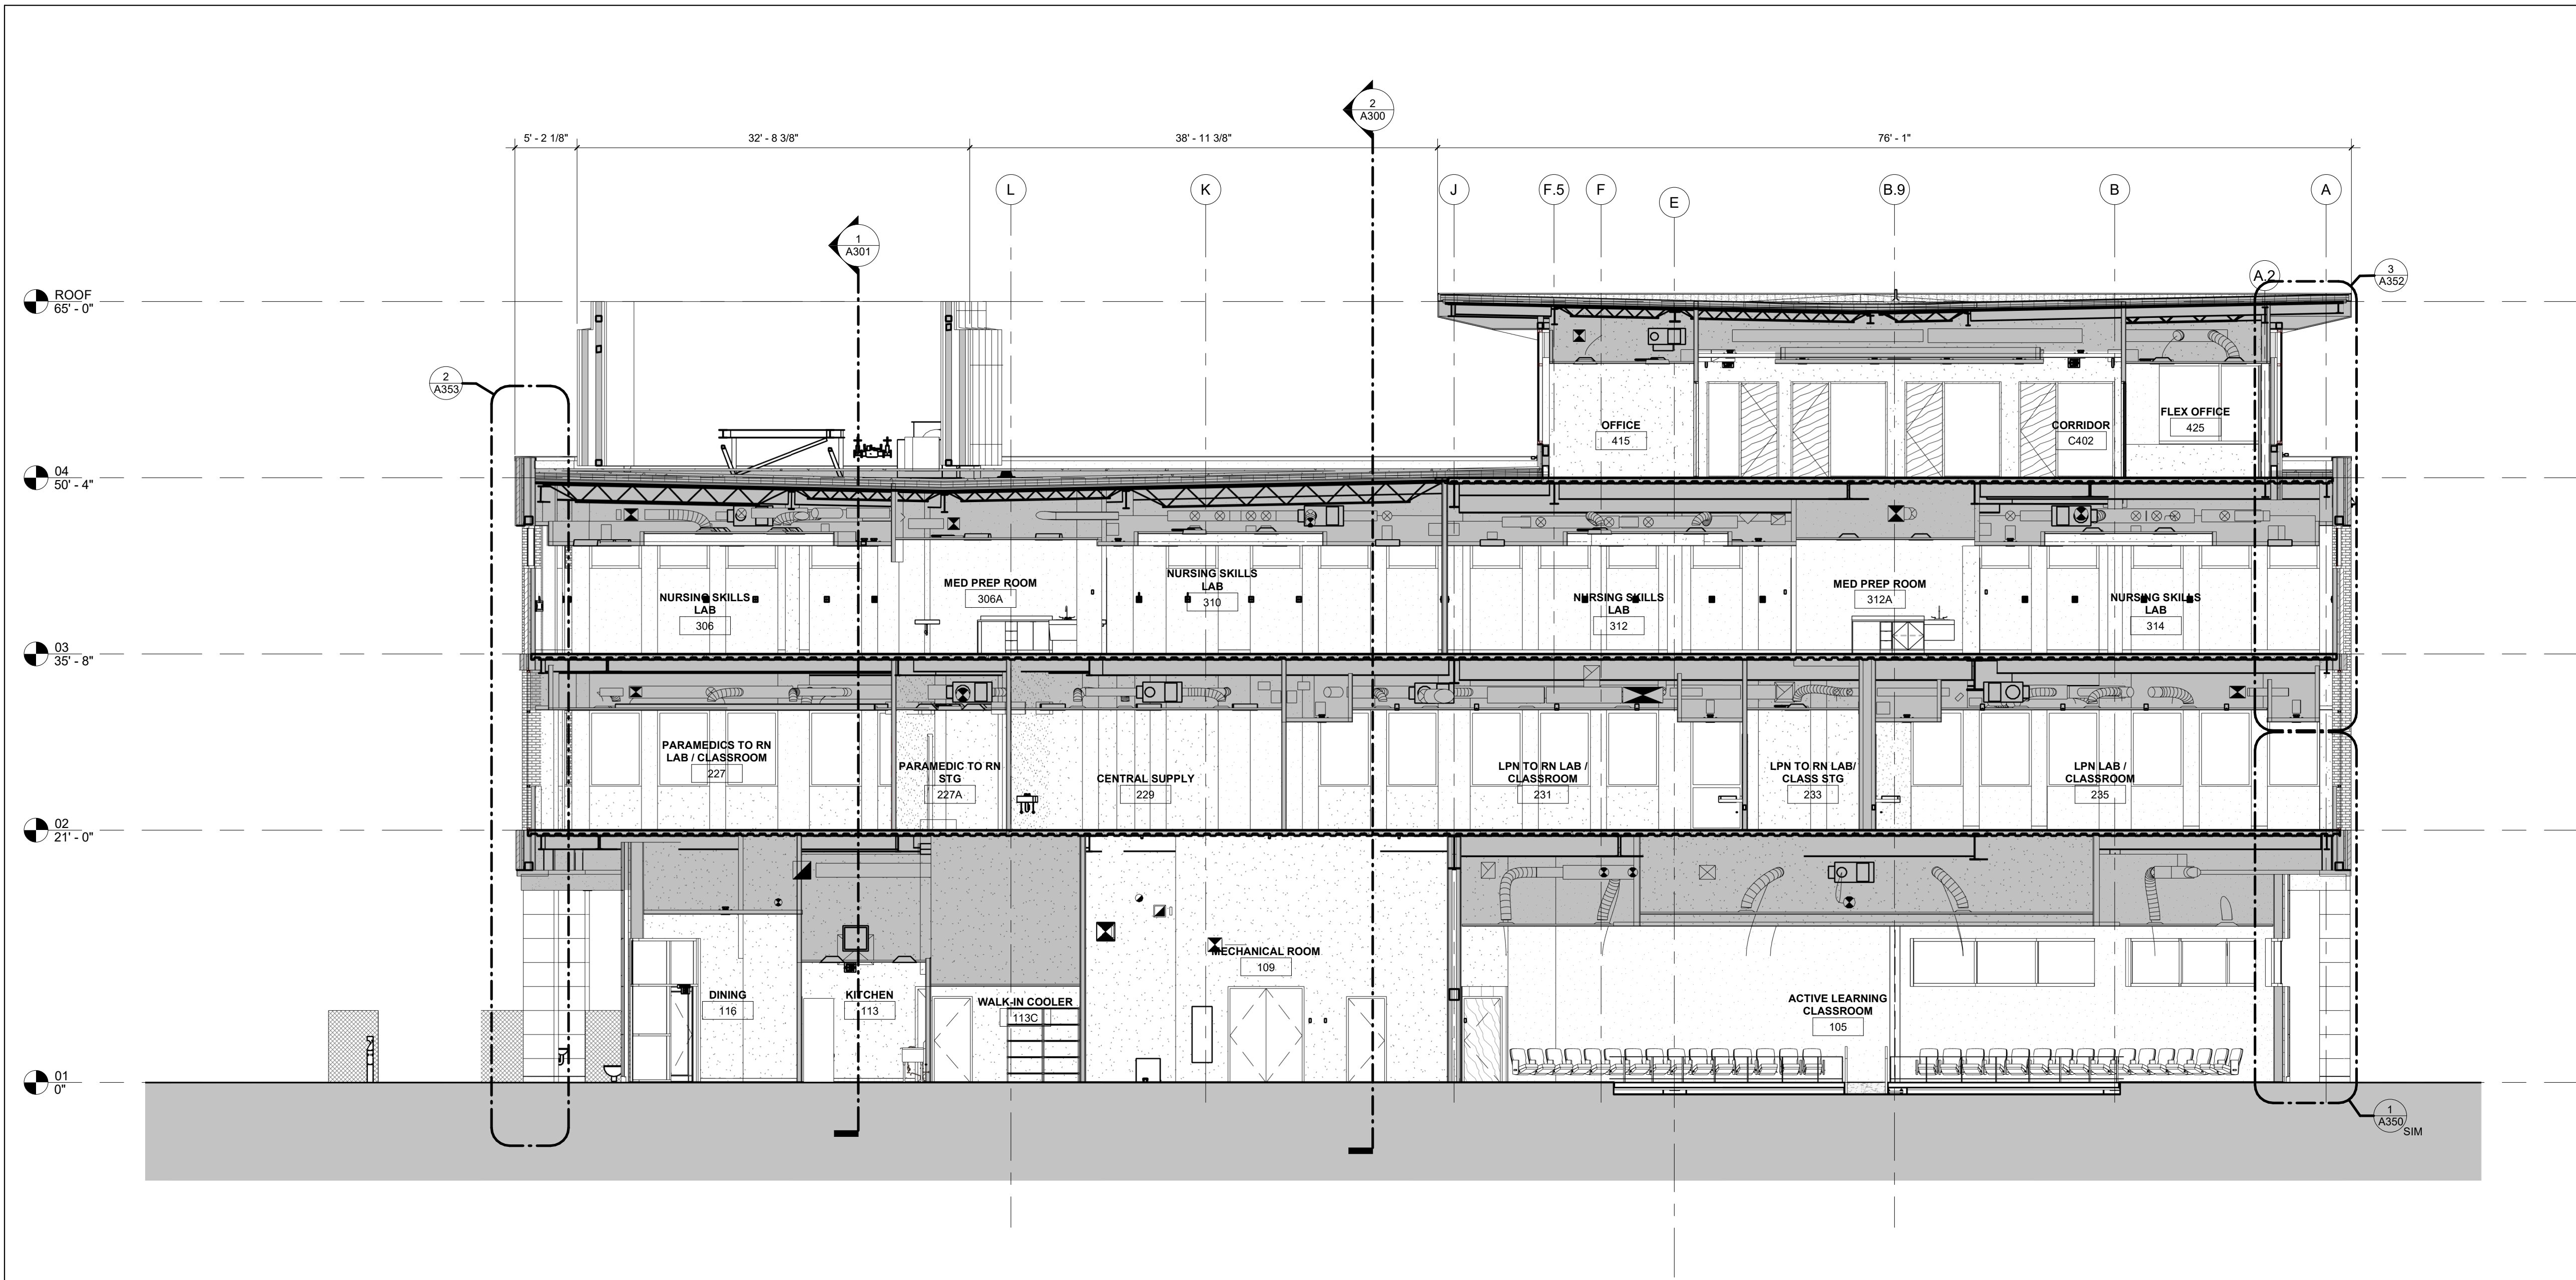 2
A300
5' - 2 1/8"
32' - 8 3/8"
38' - 11 3/8"
76' - 1"
L
K
J
F.5
F
E
B.9
B
A
1
A301
A.2
3
A352
ROOF
65' - 0"
2
A353
OFFICE
415
CORRIDOR
C402
FLEX OFFICE
425
04
50' - 4"
NURSING SKILLS
LAB
306
MED PREP ROOM
306A
NURSING SKILLS
LAB
310
NURSING SKILLS
LAB
312
MED PREP ROOM
312A
NURSING SKILLS
LAB
314
03
35' - 8"
PARAMEDICS TO RN
LAB / CLASSROOM
227
PARAMEDIC TO RN
STG
227A
CENTRAL SUPPLY
229
LPN TO RN LAB /
CLASSROOM
231
LPN TO RN LAB/
CLASS STG
233
LPN LAB /
CLASSROOM
235
02
21' - 0"
DINING
116
KITCHEN
113
WALK-IN COOLER
113C
MECHANICAL ROOM
109
ACTIVE LEARNING
CLASSROOM
105
01
0"
1
A350
SIM